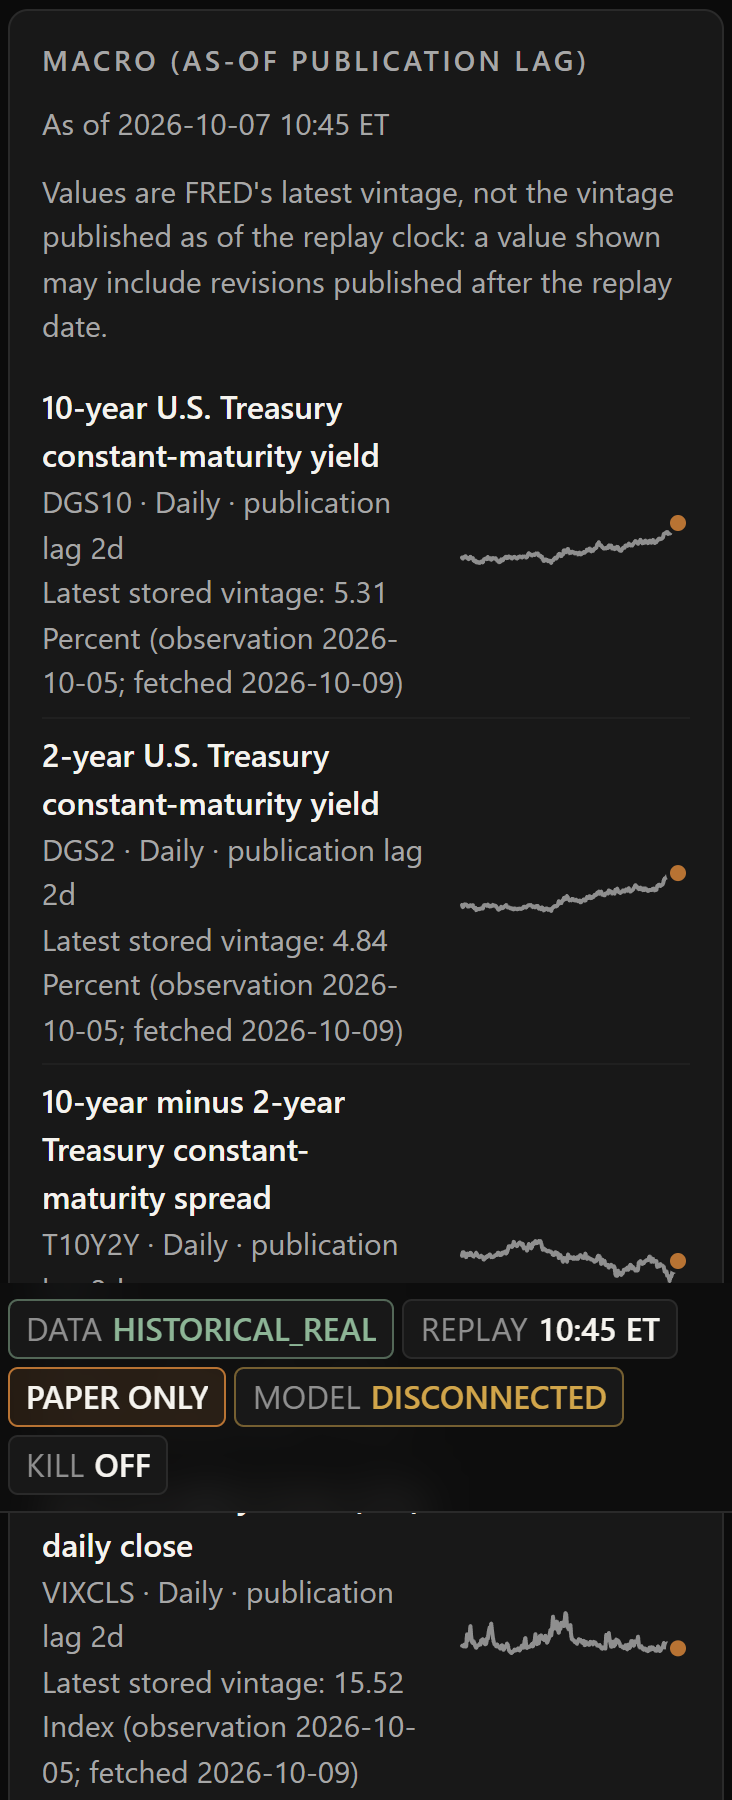 MACRO (AS-OF PUBLICATION LAG)
As of 2026-10-07 10:45 ET
Values are FRED's latest vintage, not the vintage
published as of the replay clock: a value shown
may include revisions published after the replay
date.
10-year U.S. Treasury
constant-maturity yield
DGS10 · Daily · publication
lag 2d
Latest stored vintage: 5.31
Percent (observation 2026-
10-05; fetched 2026-10-09)
2-year U.S. Treasury
constant-maturity yield
DGS2 · Daily · publication lag
2d
Latest stored vintage: 4.84
Percent (observation 2026-
10-05; fetched 2026-10-09)
10-year minus 2-year
Treasury constant-
maturity spread
T10Y2Y · Daily · publication
DATA HISTORICAL_REAL
REPLAY 10:45 ET
PAPER ONLY
MODEL DISCONNECTED
KILL OFF
daily close
VIXCLS · Daily · publication
lag 2d
Latest stored vintage: 15.52
Index (observation 2026-10-
05; fetched 2026-10-09)